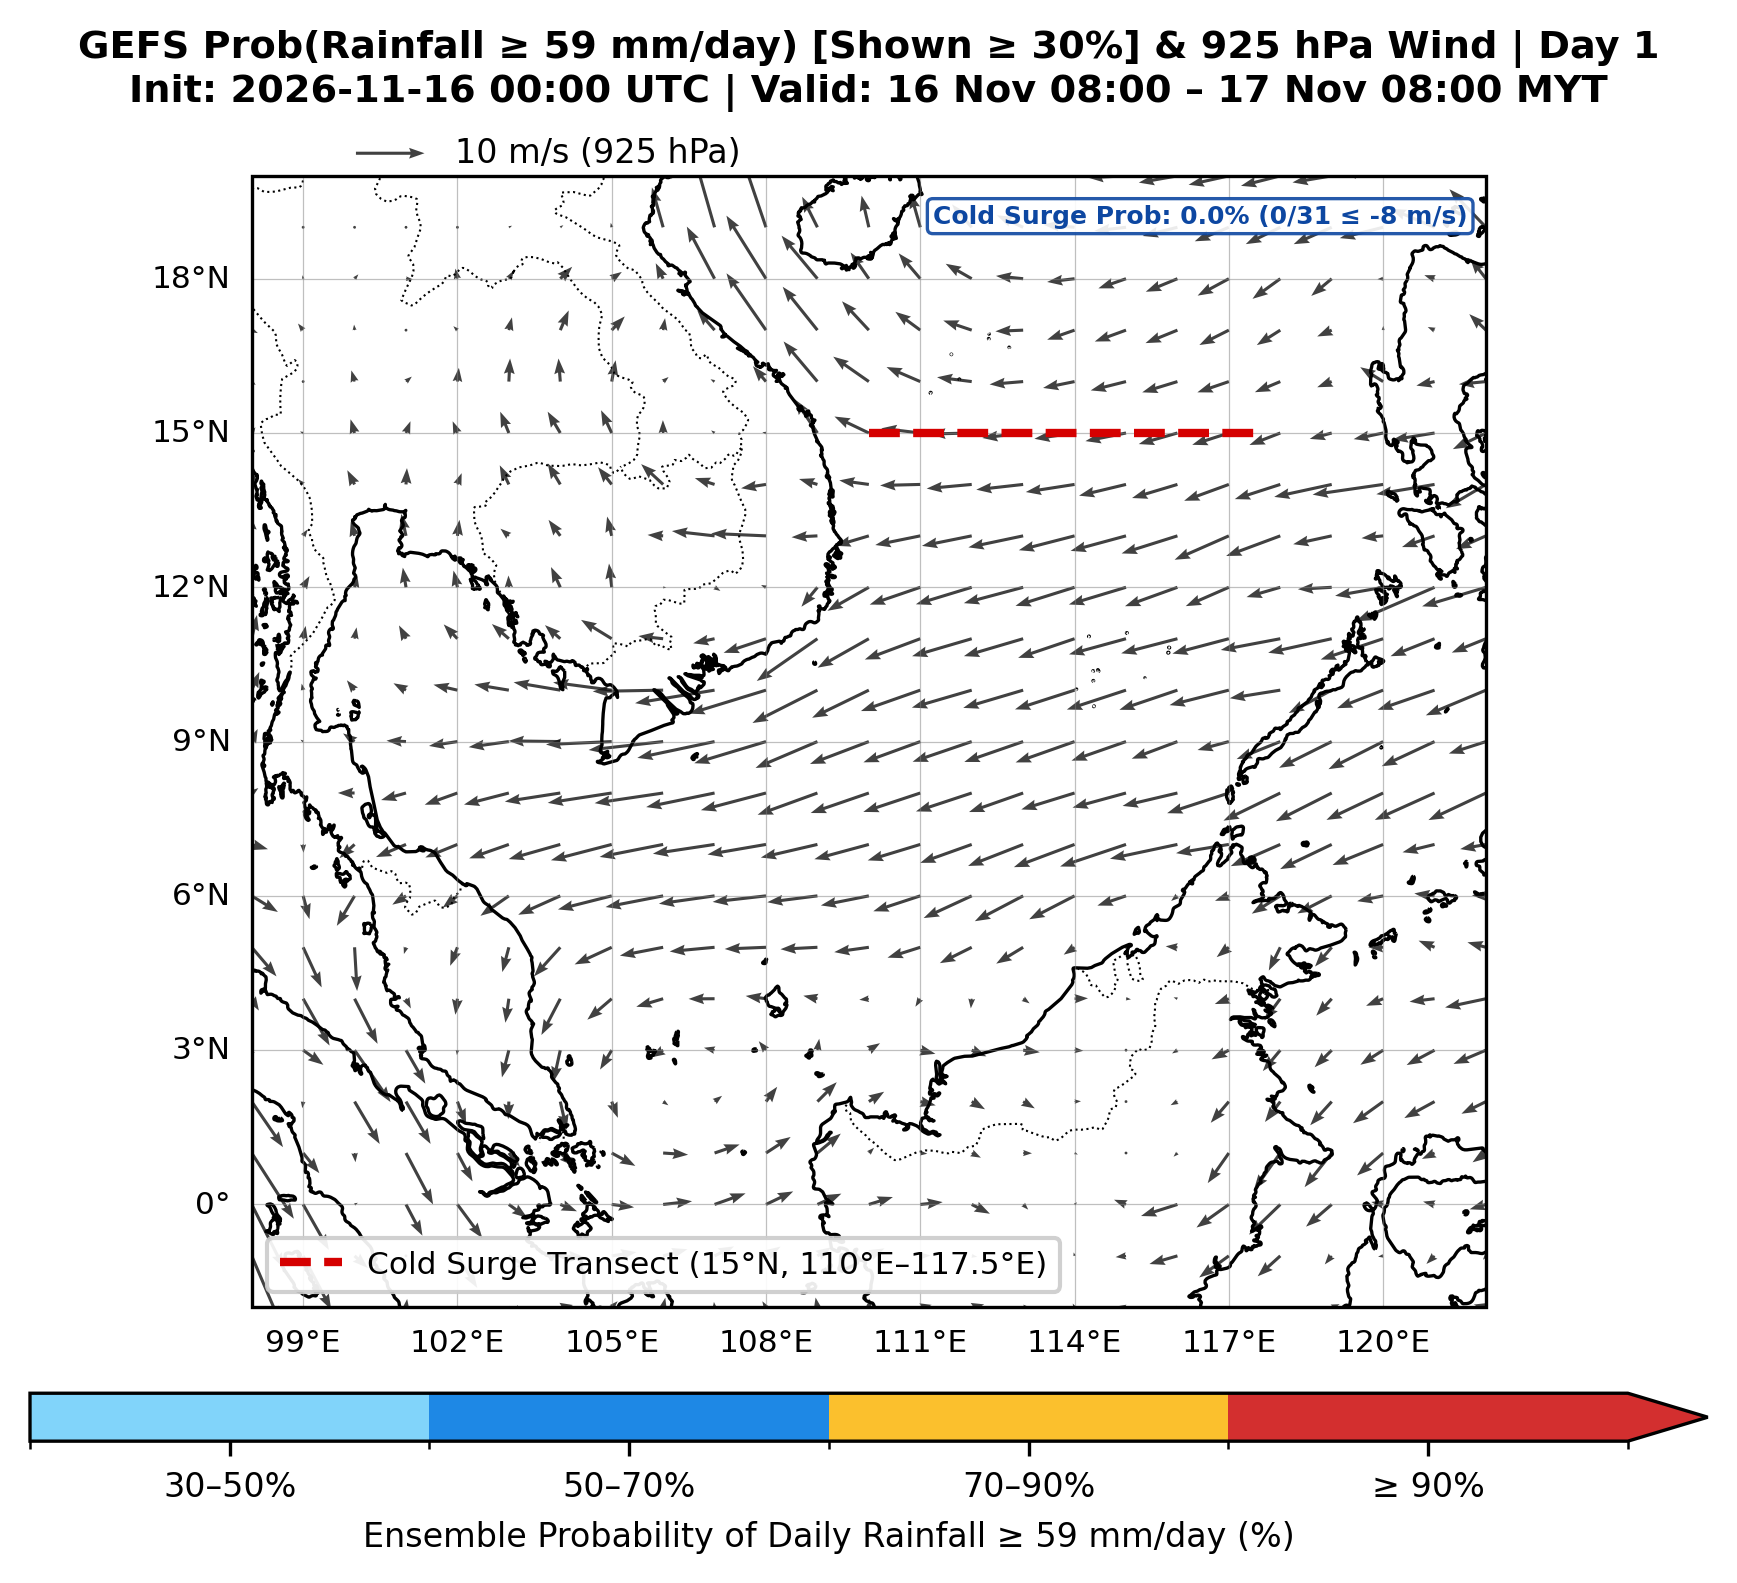 GEFS Prob(Rainfall ≥ 59 mm/day) [Shown ≥ 30%] & 925 hPa Wind | Day 1
Init: 2026-11-16 00:00 UTC | Valid: 16 Nov 08:00 – 17 Nov 08:00 MYT
10 m/s (925 hPa)
Cold Surge Prob: 0.0% (0/31 ≤ -8 m/s)
18°N
15°N
12°N
9°N
6°N
3°N
0°
Cold Surge Transect (15°N, 110°E–117.5°E)
99°E 102°E 105°E 108°E 111°E 114°E 117°E 120°E
30–50% 50–70% 70–90% ≥ 90%
Ensemble Probability of Daily Rainfall ≥ 59 mm/day (%)